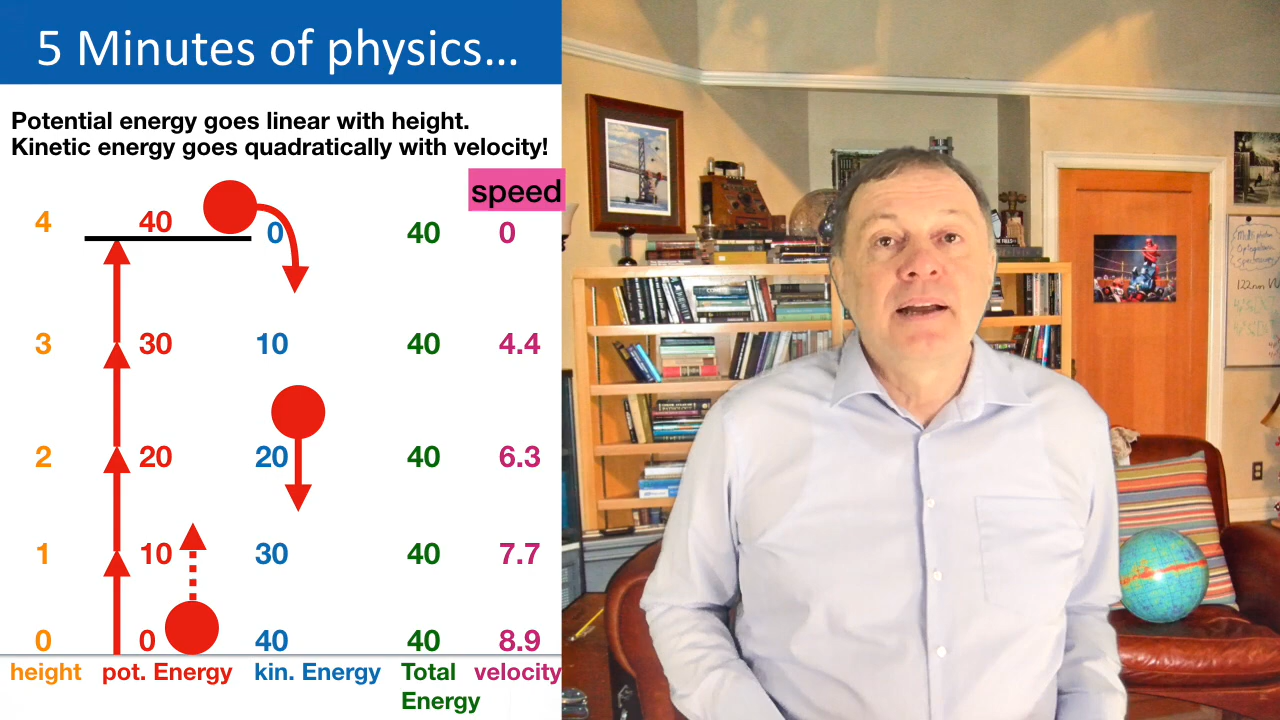 5 Minutes of physics...
Potential energy goes linear with height.
Kinetic energy goes quadratically with velocity!
speed
4 40 0 40 0
3 30 10 40 4.4
2 20 20 40 6.3
1 10 30 40 7.7
0 0 40 40 8.9
height pot. Energy kin. Energy Total velocity
Energy
122nm